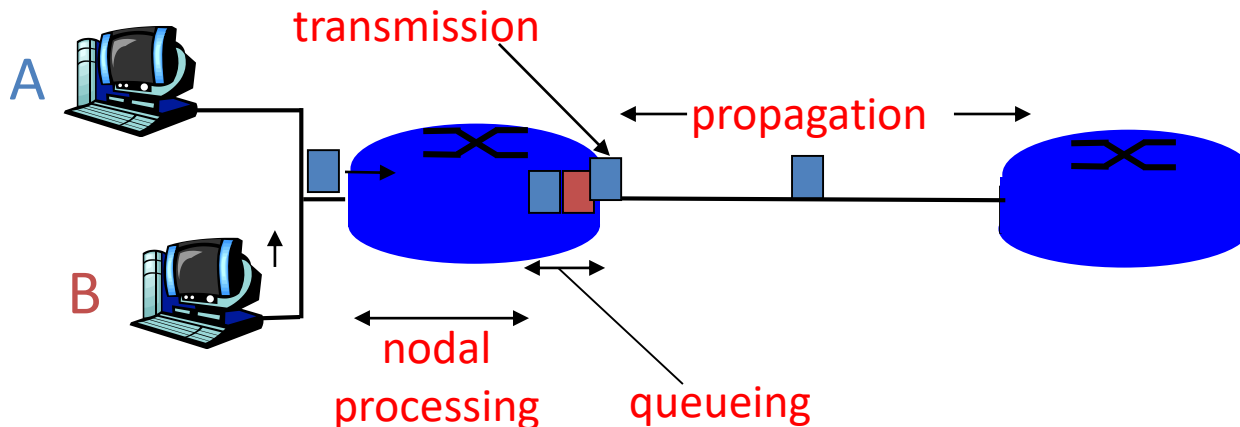 transmission
A
propagation
B
nodal
processing
queueing